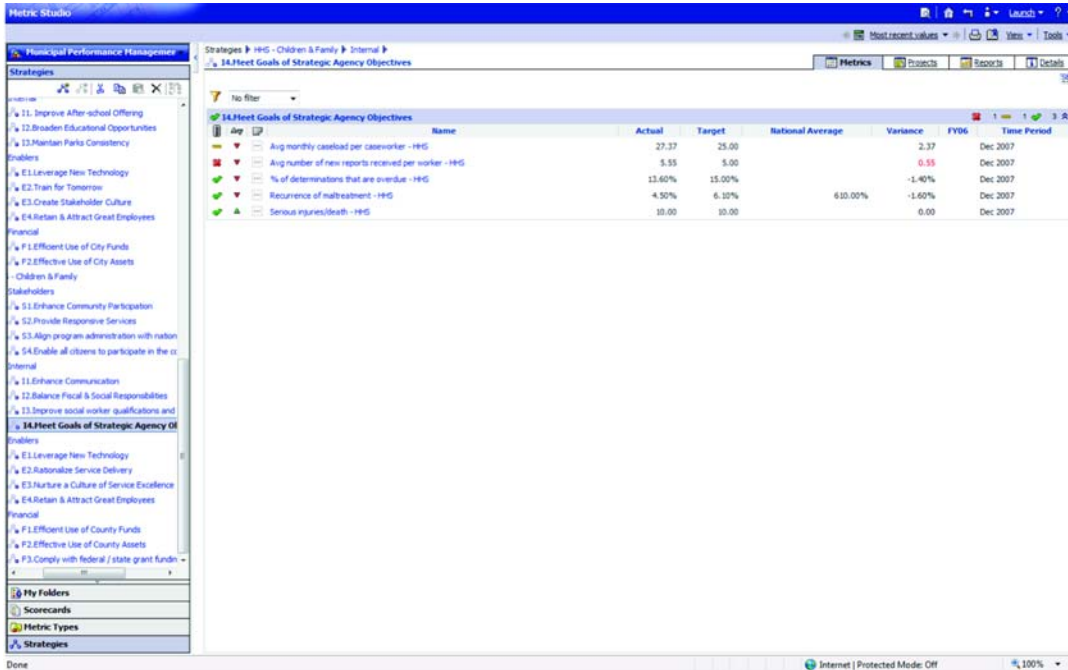 Metric Studio
Launch ?
Most recent values View Tools
Municipal Performance Managemer
Strategies
Internal
I1. Improve After-school Offering
I2.Broaden Educational Opportunities
I3.Maintain Parks Consistency
Enablers
E1.Leverage New Technology
E2.Train for Tomorrow
E3.Create Stakeholder Culture
E4.Retain & Attract Great Employees
Financial
F1.Efficient Use of City Funds
F2.Effective Use of City Assets
- Children & Family
Stakeholders
S1.Enhance Community Participation
S2.Provide Responsive Services
S3.Align program administration with nation
S4.Enable all citizens to participate in the cc
Internal
I1.Enhance Communication
I2.Balance Fiscal & Social Responsibilities
I3.Improve social worker qualifications and
I4.Meet Goals of Strategic Agency Ol
Enablers
E1.Leverage New Technology
E2.Rationalize Service Delivery
E3.Nurture a Culture of Service Excellence
E4.Retain & Attract Great Employees
Financial
F1.Efficient Use of County Funds
F2.Effective Use of County Assets
F3.Comply with federal / state grant fundin
My Folders
Scorecards
Metric Types
Strategies
Strategies HHS - Children & Family Internal
I4.Meet Goals of Strategic Agency Objectives
Metrics Projects Reports Details
No filter
I4.Meet Goals of Strategic Agency Objectives 1 1 3
Name Actual Target National Average Variance FY06 Time Period
Avg monthly caseload per caseworker - HHS 27.37 25.00 2.37 Dec 2007
Avg number of new reports received per worker - HHS 5.55 5.00 0.55 Dec 2007
% of determinations that are overdue - HHS 13.60% 15.00% -1.40% Dec 2007
Recurrence of maltreatment - HHS 4.50% 6.10% 610.00% -1.60% Dec 2007
Serious injuries/death - HHS 10.00 10.00 0.00 Dec 2007
Done Internet | Protected Mode: Off 100%